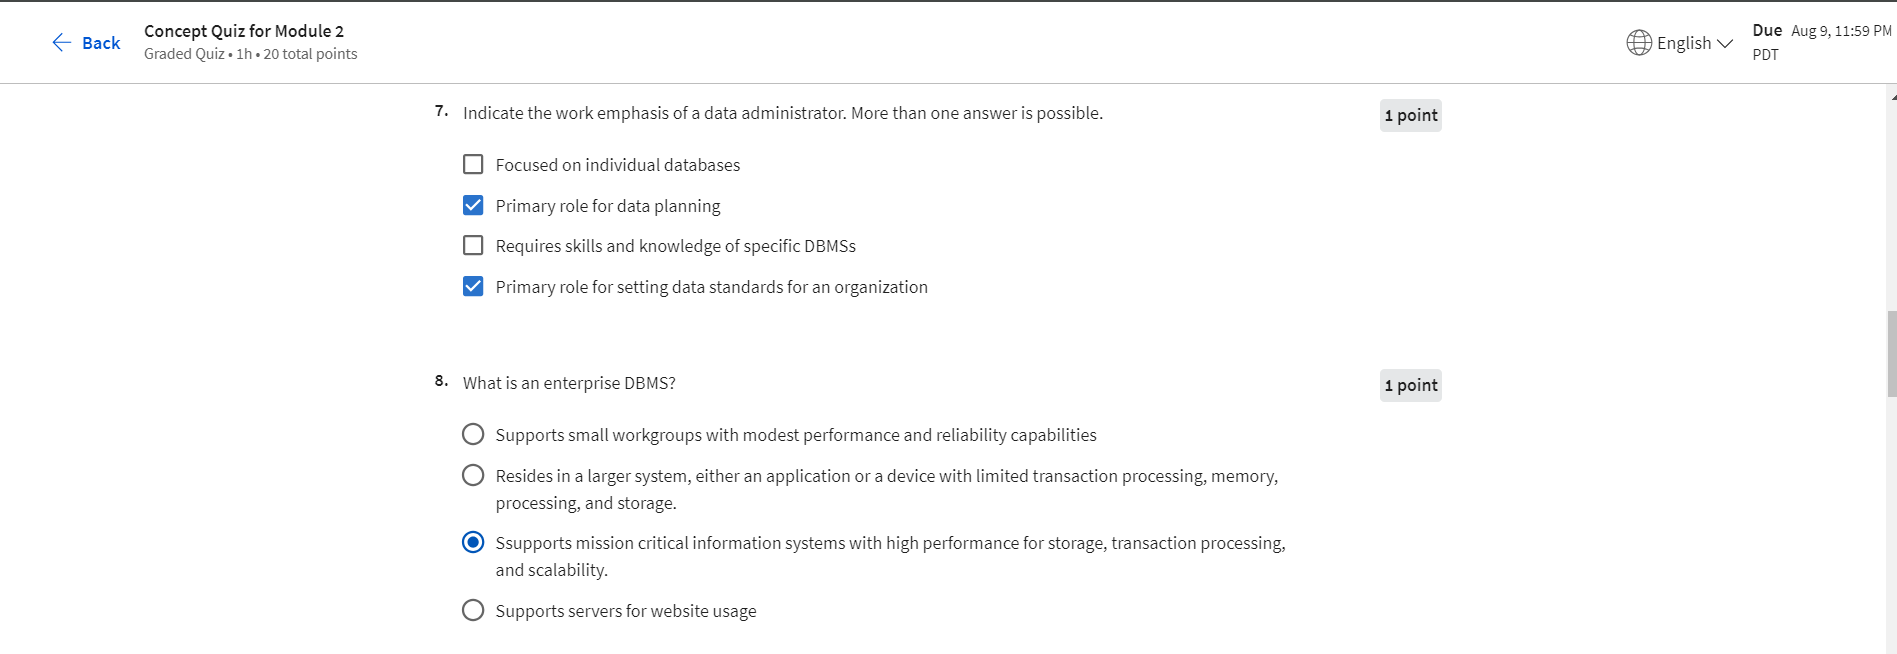 Back
Concept Quiz for Module 2
Graded Quiz • 1h • 20 total points
English
Due Aug 9, 11:59 PM
PDT
7. Indicate the work emphasis of a data administrator. More than one answer is possible.
1 point
Focused on individual databases
Primary role for data planning
Requires skills and knowledge of specific DBMSs
Primary role for setting data standards for an organization
8. What is an enterprise DBMS?
1 point
Supports small workgroups with modest performance and reliability capabilities
Resides in a larger system, either an application or a device with limited transaction processing, memory,
processing, and storage.
Ssupports mission critical information systems with high performance for storage, transaction processing,
and scalability.
Supports servers for website usage